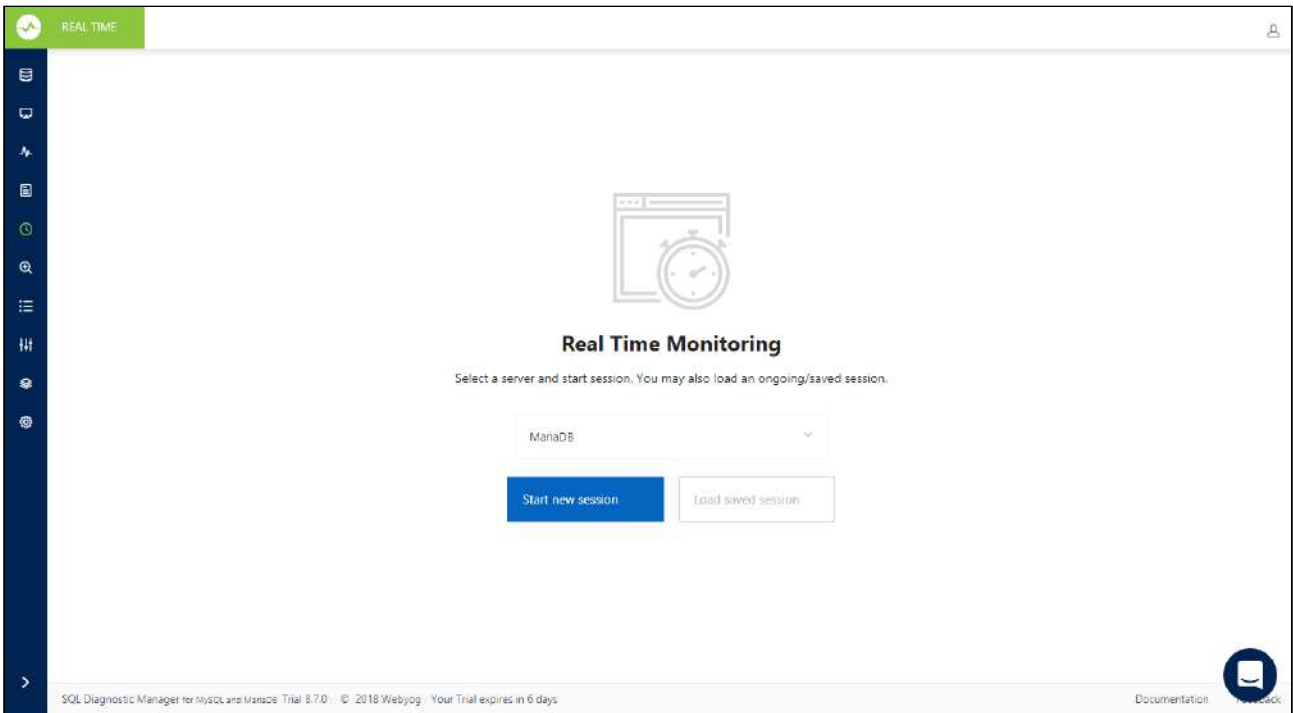 REAL TIME
Real Time Monitoring
Select a server and start session. You may also load an ongoing/saved session.
MariaDB
Start new session
Load saved session
SQL Diagnostic Manager for MySQL and MariaDB Trial 8.7.0 © 2018 Webyog Your Trial expires in 6 days
Documentation